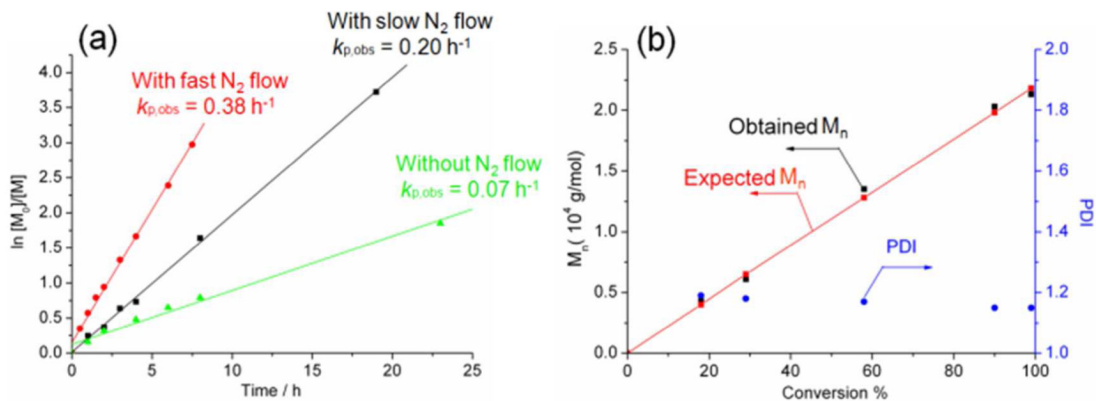 (a)
With slow N2 flow
kp,obs = 0.20 h-1
With fast N2 flow
kp,obs = 0.38 h-1
Without N2 flow
kp,obs = 0.07 h-1
ln [M0]/[M]
4.0
3.5
3.0
2.5
2.0
1.5
1.0
0.5
0.0
0
5
10
15
20
25
Time / h
(b)
Obtained Mn
Expected Mn
PDI
Mn( 10^4 g/mol)
2.5
2.0
1.5
1.0
0.5
0.0
0
20
40
60
80
100
Conversion %
2.0
1.8
1.6
1.4
1.2
1.0
PDI